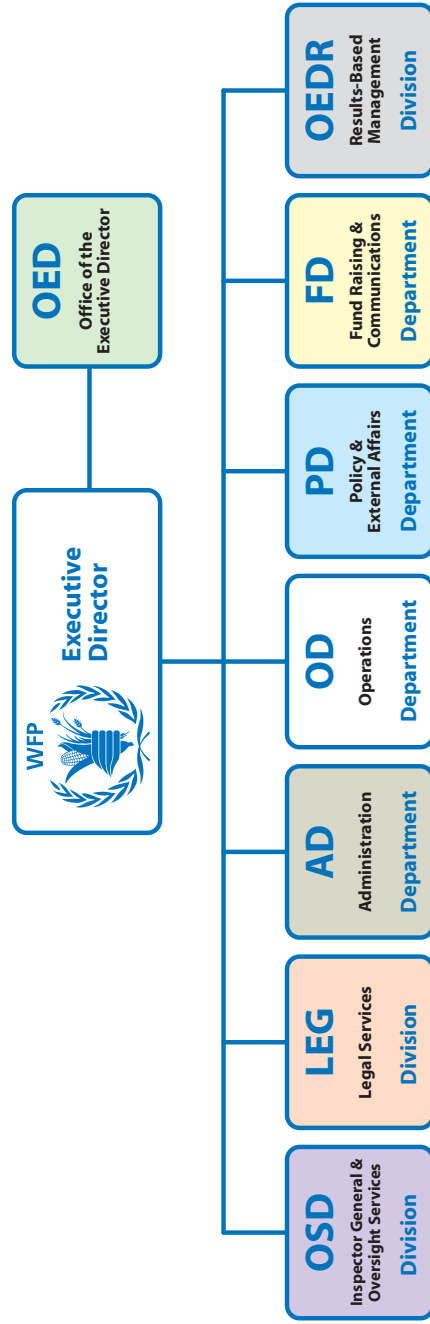 WFP
Executive
Director
OED
Office of the
Executive Director
OSD
Inspector General &
Oversight Services
Division
LEG
Legal Services
Division
AD
Administration
Department
OD
Operations
Department
PD
Policy &
External Affairs
Department
FD
Fund Raising &
Communications
Department
OEDR
Results-Based
Management
Division